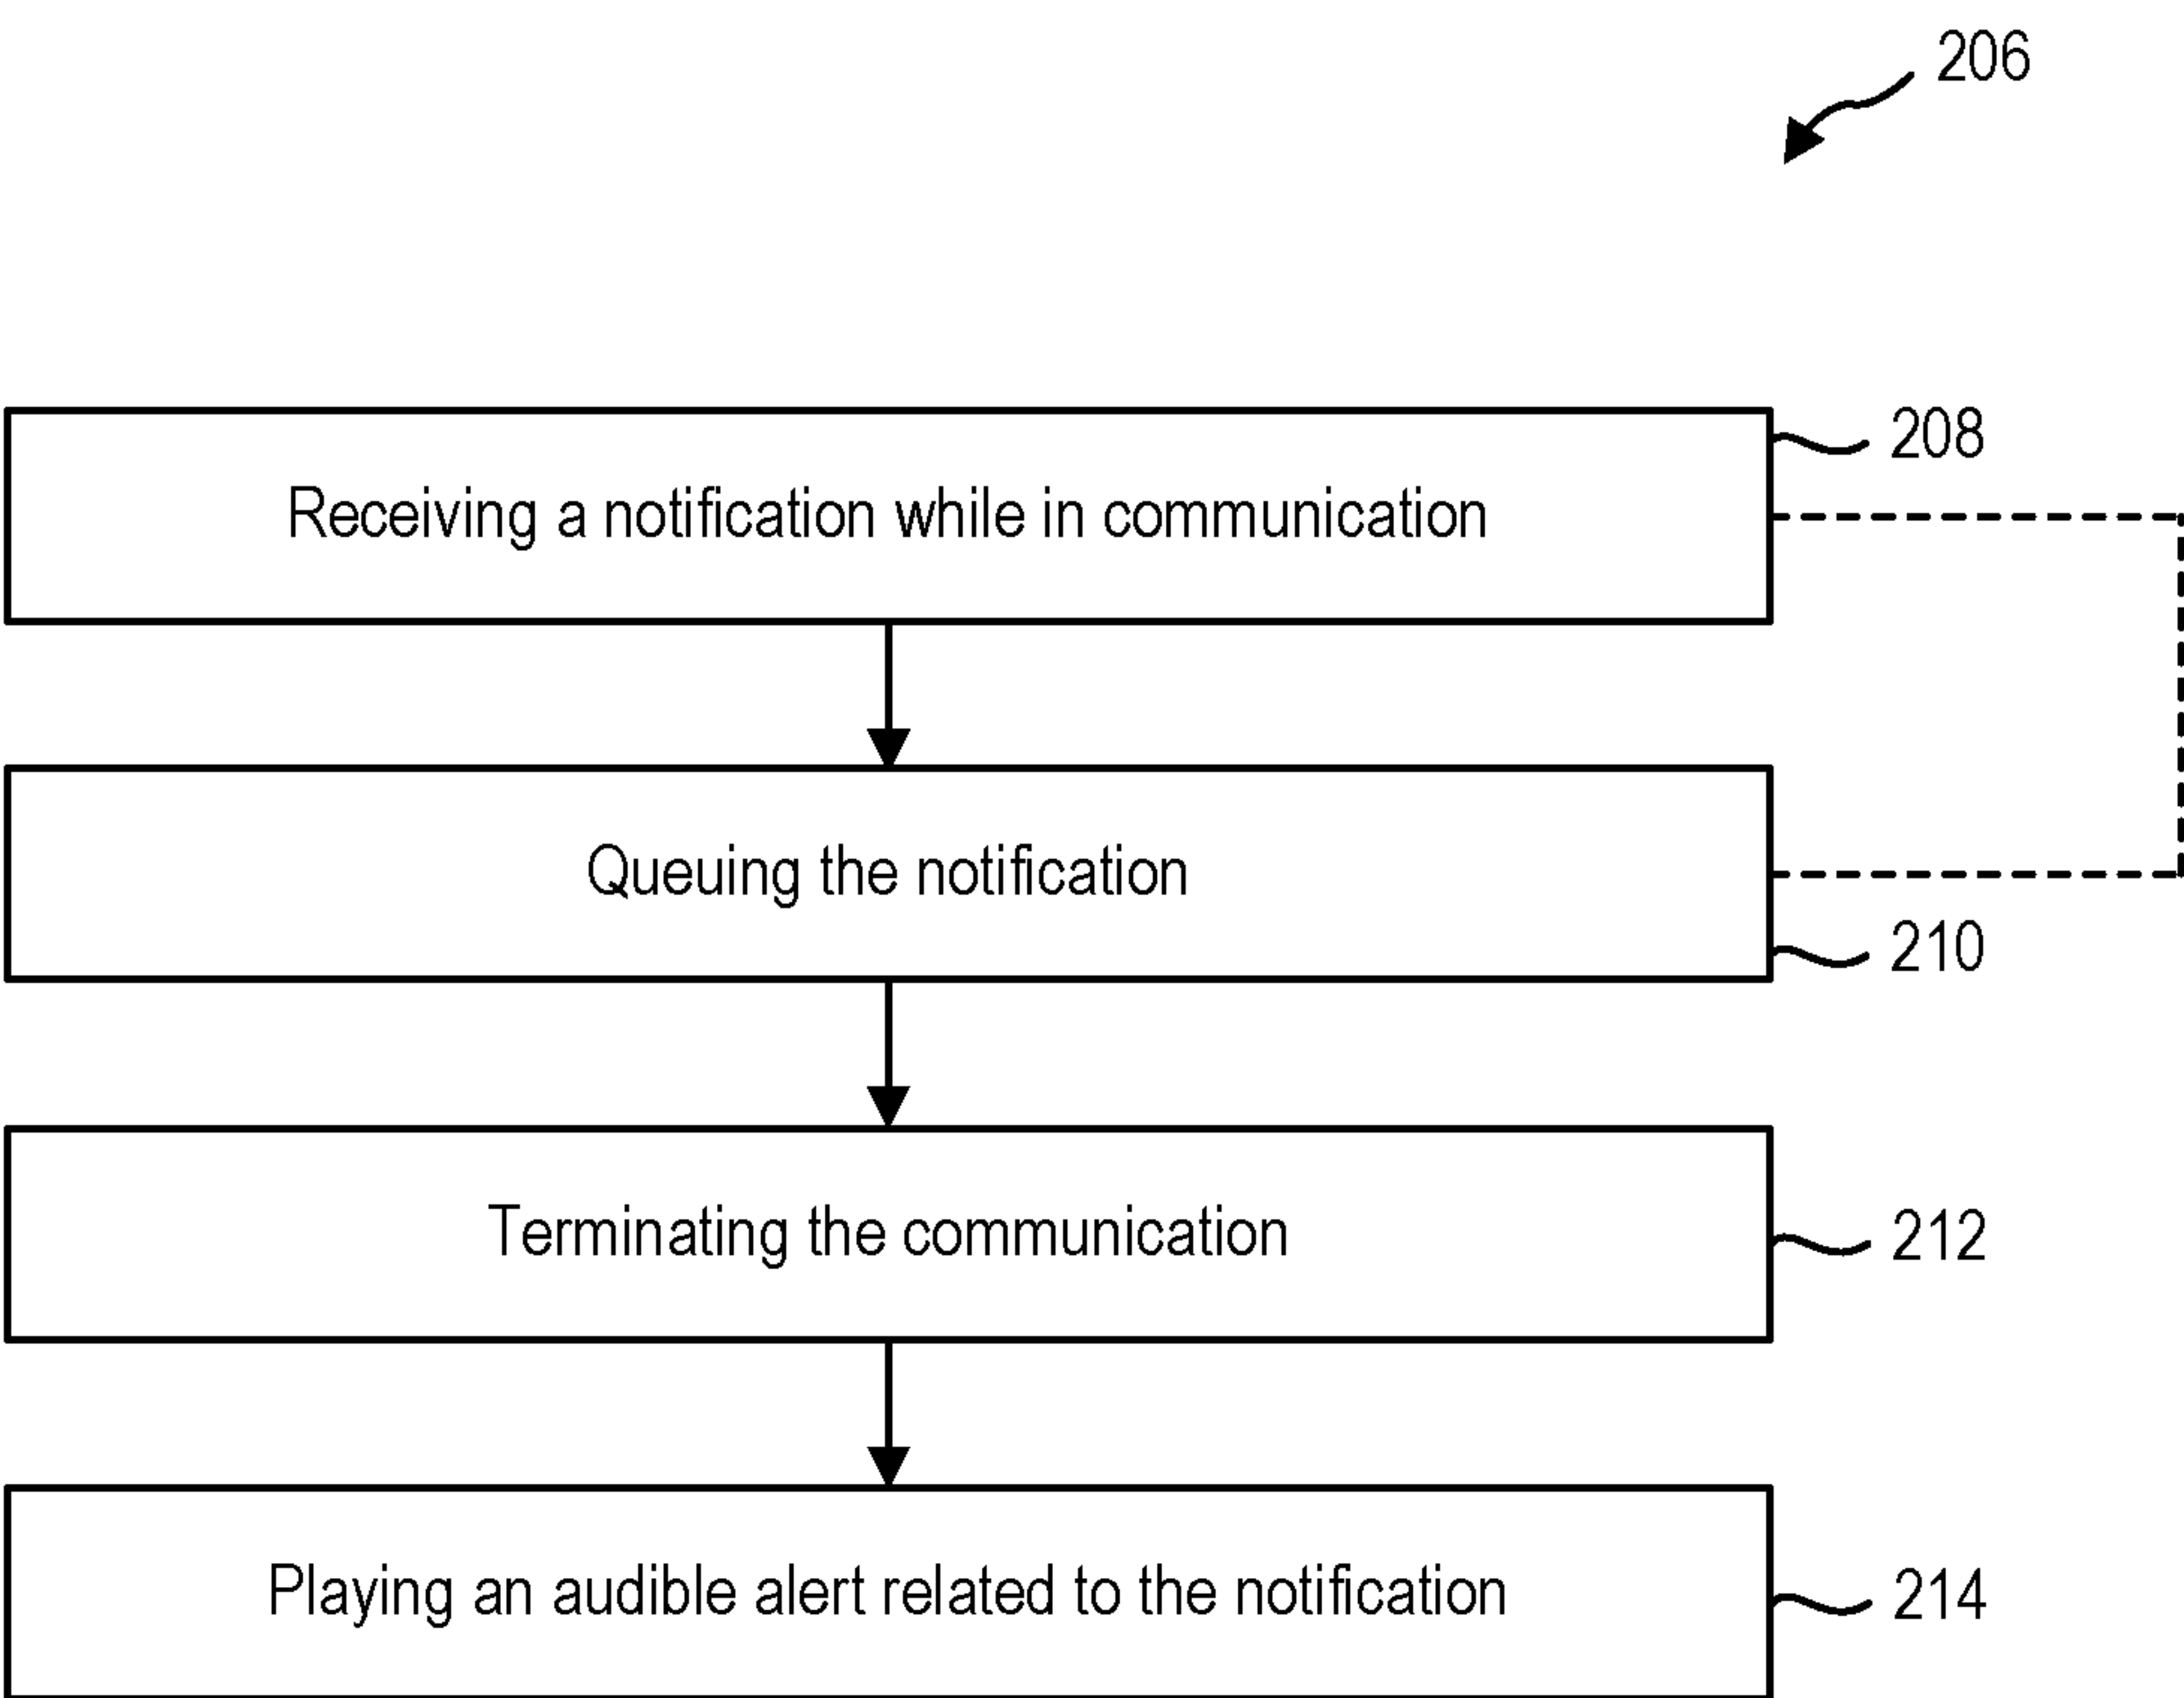 206
208
Receiving a notification while in communication
Queuing the notification
210
Terminating the communication
212
Playing an audible alert related to the notification
214